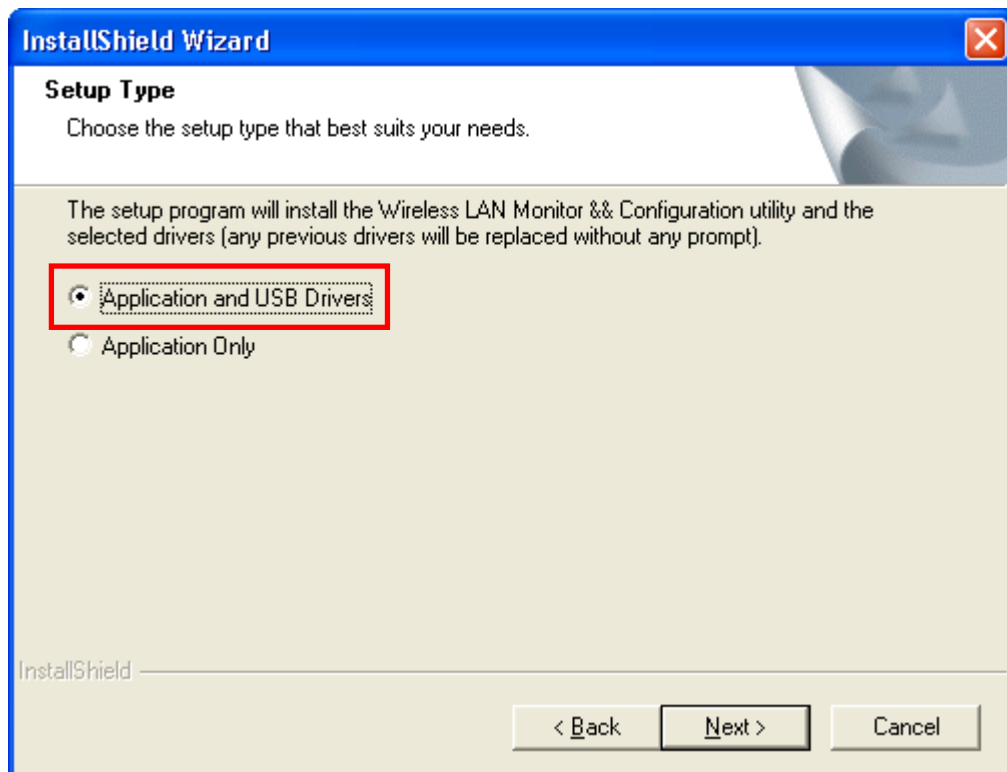 InstallShield Wizard
Setup Type
Choose the setup type that best suits your needs.
The setup program will install the Wireless LAN Monitor && Configuration utility and the
selected drivers (any previous drivers will be replaced without any prompt).
Application and USB Drivers
Application Only
InstallShield
< Back Next > Cancel